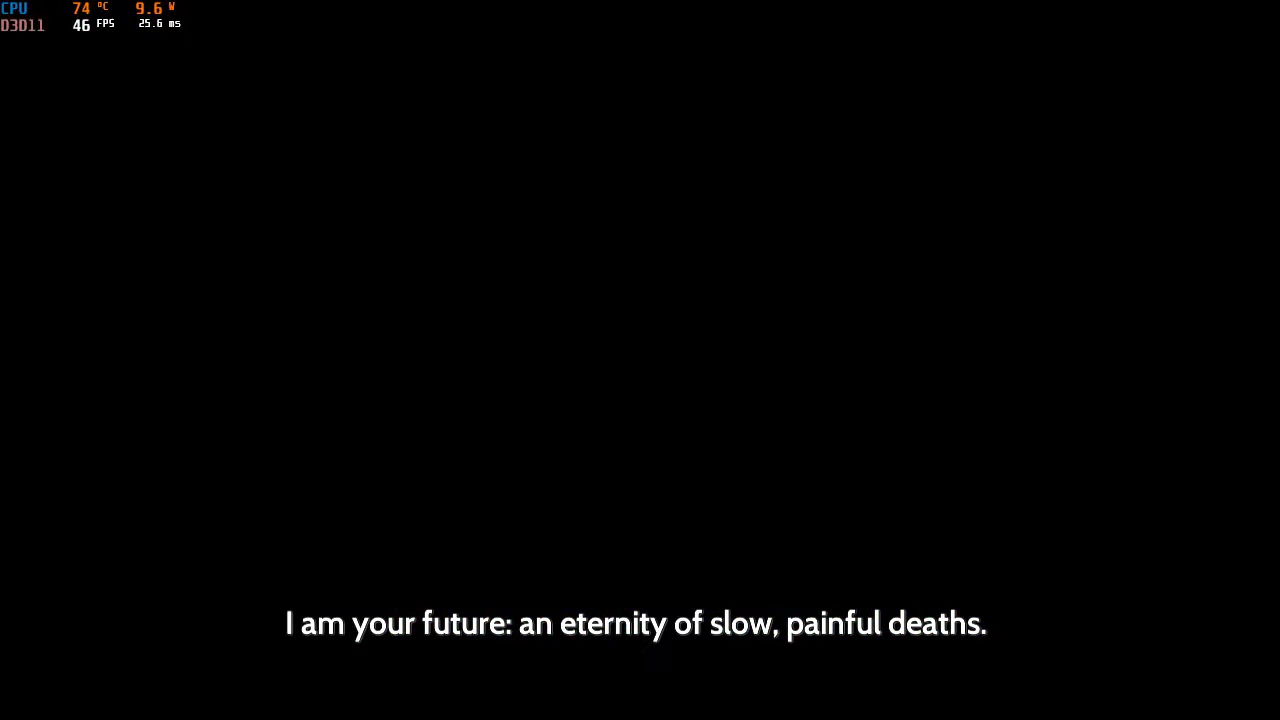 CPU 74 °C 9.6 W
D3D11 46 FPS 25.6 ms
I am your future: an eternity of slow, painful deaths.